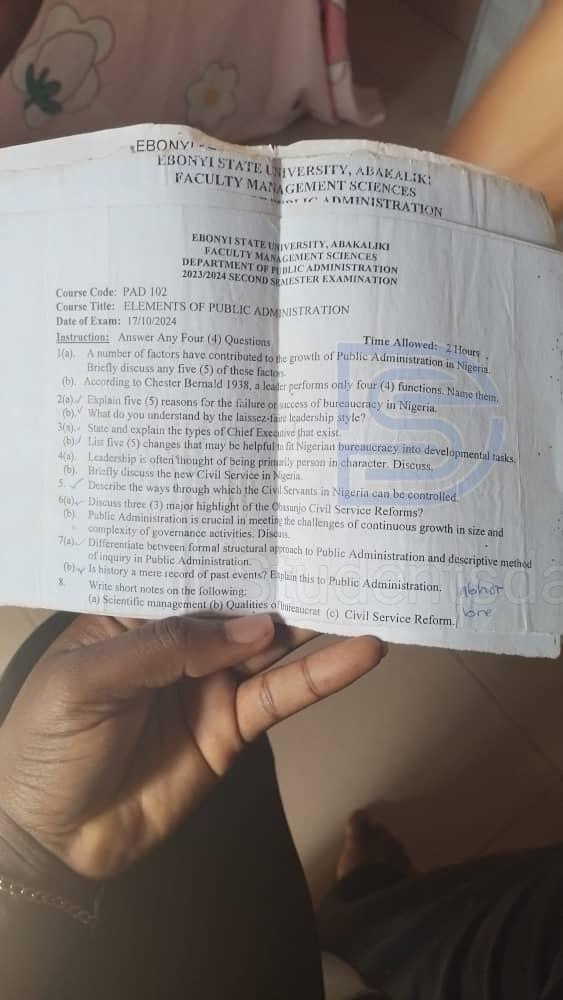 EBONY
EBONYI STATE UNIVERSITY, ABAKALIKI
FACULTY MANAGEMENT SCIENCES
ADMINISTRATION
EBONYI STATE UNIVERSITY, ABAKALIKI
FACULTY MANAGEMENT SCIENCES
DEPARTMENT OF PUBLIC ADMINISTRATION
2023/2024 SECOND SEMESTER EXAMINATION
Course Code: PAD 102
Course Title: ELEMENTS OF PUBLIC ADMINISTRATION
Date of Exam: 17/10/2024
Time Allowed: 2 Hours
Instruction: Answer Any Four (4) Questions
1(a). A number of factors have contributed to the growth of Public Administration in Nigeria.
Briefly discuss any five (5) of these factors.
(b). According to Chester Bernald 1938, a leader performs only four (4) functions. Name them.
2(a). Explain five (5) reasons for the failure or success of bureaucracy in Nigeria.
(b). What do you understand by the laissez-faire leadership style?
3(a). State and explain the types of Chief Executive that exist.
(b). List five (5) changes that may be helpful to fit Nigerian bureaucracy into developmental tasks.
4(a). Leadership is often thought of being primarily person in character. Discuss.
(b). Briefly discuss the new Civil Service in Nigeria.
5. Describe the ways through which the Civil Servants in Nigeria can be controlled.
6(a). Discuss three (3) major highlight of the Obasanjo Civil Service Reforms?
(b). Public Administration is crucial in meeting the challenges of continuous growth in size and
complexity of governance activities. Discuss.
7(a). Differentiate between formal structural approach to Public Administration and descriptive method
of inquiry in Public Administration.
(b). Is history a mere record of past events? Explain this to Public Administration.
8. Write short notes on the following:
(a) Scientific management (b) Qualities of bureaucrat (c) Civil Service Reform.